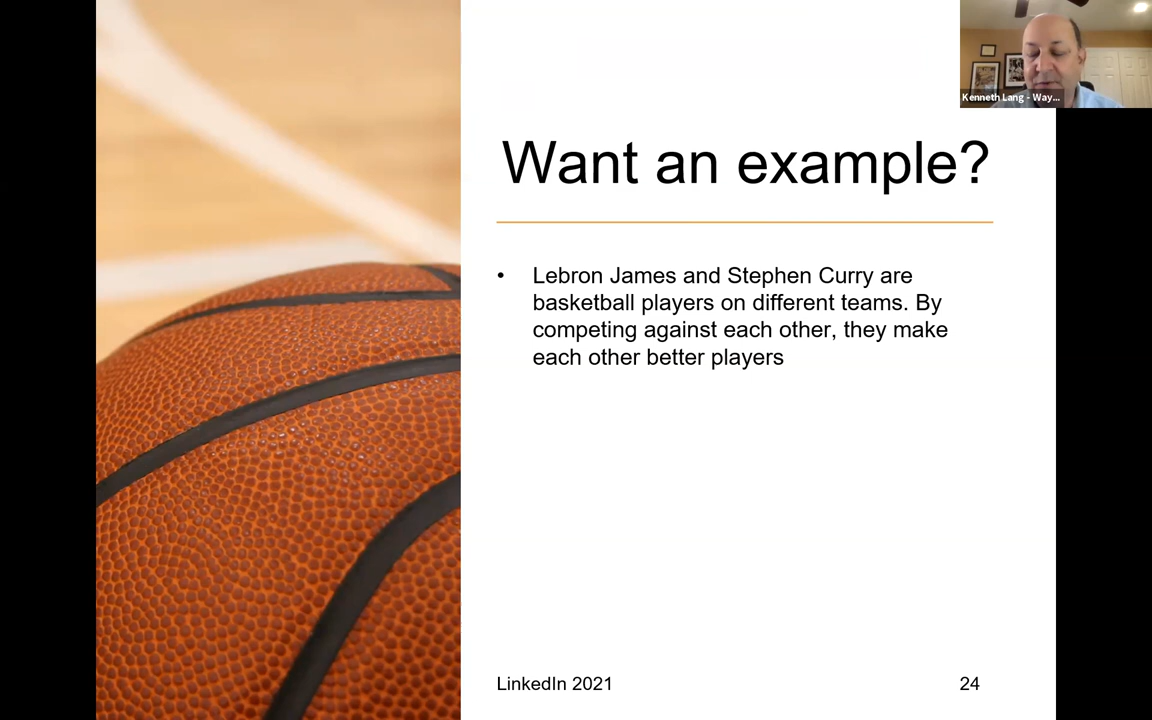 Kenneth Lang - Way...
Want an example?
• Lebron James and Stephen Curry are
basketball players on different teams. By
competing against each other, they make
each other better players
LinkedIn 2021
24